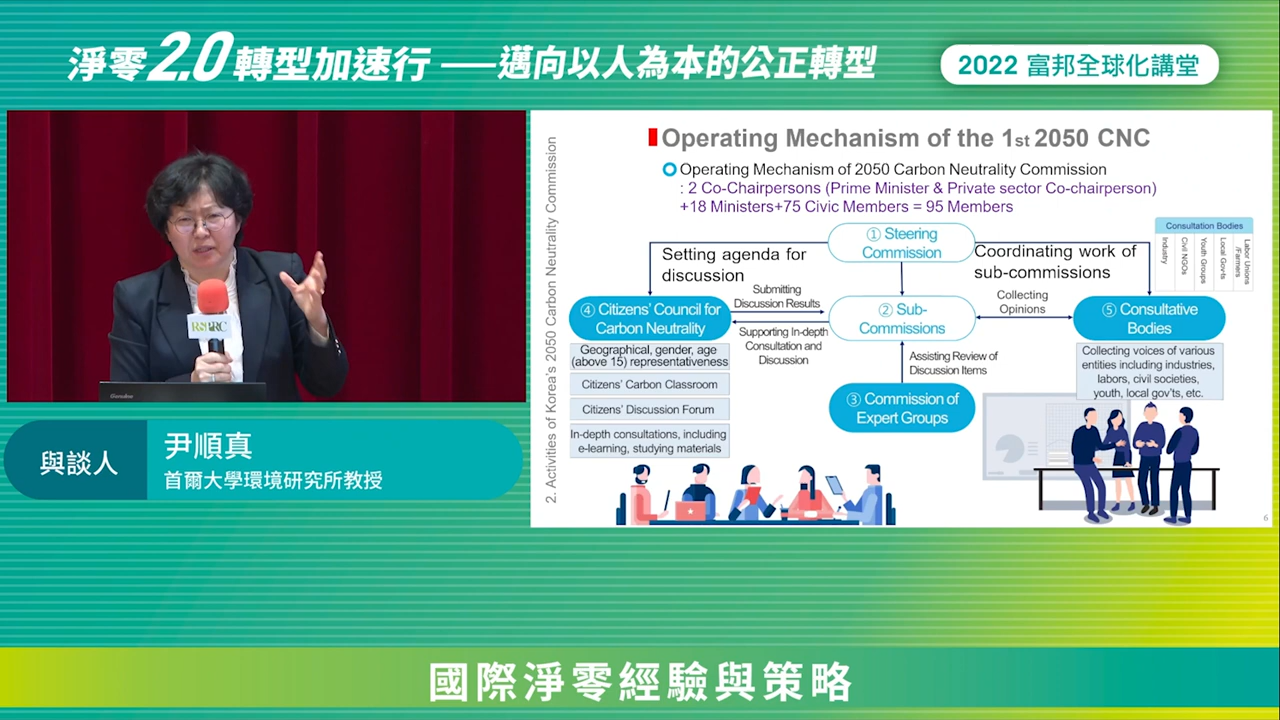 淨零2.0轉型加速行——邁向以人為本的公正轉型
2022 富邦全球化講堂
RSPRC
與談人
尹順真
首爾大學環境研究所教授
2. Activities of Korea's 2050 Carbon Neutrality Commission
Operating Mechanism of the 1st 2050 CNC
Operating Mechanism of 2050 Carbon Neutrality Commission
: 2 Co-Chairpersons (Prime Minister & Private sector Co-chairperson)
+18 Ministers+75 Civic Members = 95 Members
Consultation Bodies
Industry
Civil NGOs
Youth Groups
Local Gov-ts
Labor Unions
/Farmers
① Steering
Commission
Setting agenda for
discussion
Coordinating work of
sub-commissions
Submitting
Discussion Results
Collecting
Opinions
④ Citizens' Council for
Carbon Neutrality
② Sub-
Commissions
⑤ Consultative
Bodies
Supporting In-depth
Consultation and
Discussion
Geographical, gender, age
(above 15) representativeness
Citizens' Carbon Classroom
Citizens' Discussion Forum
In-depth consultations, including
e-learning, studying materials
Assisting Review of
Discussion Items
③ Commission of
Expert Groups
Collecting voices of various
entities including industries,
labors, civil societies,
youth, local gov'ts, etc.
6
國際淨零經驗與策略